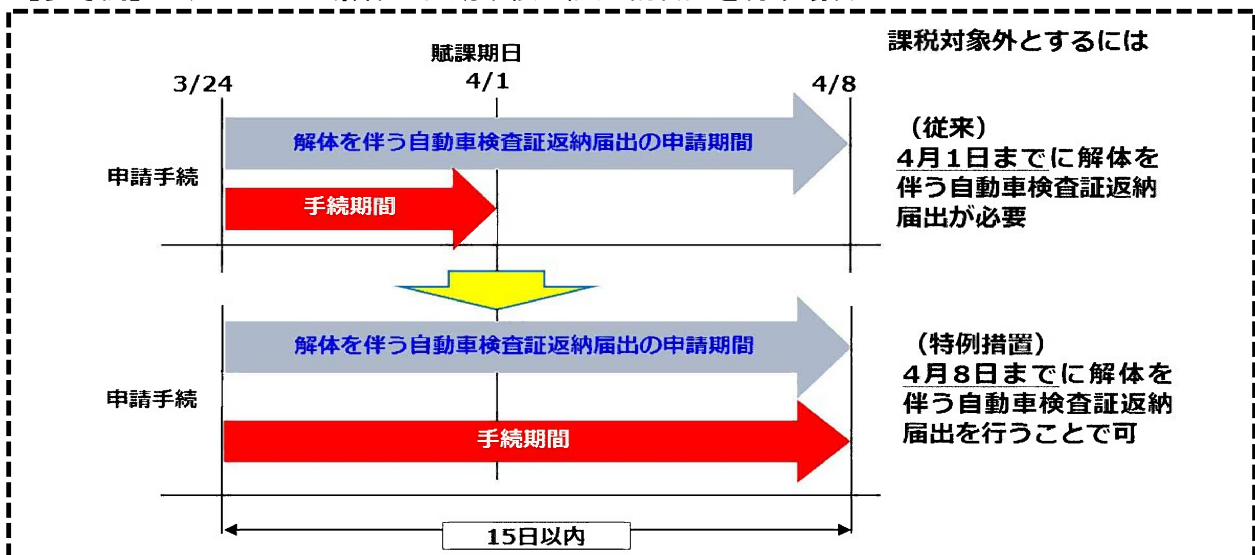 課税対象外とするには
賦課期日
3/24
4/1
4/8
解体を伴う自動車検査証返納届出の申請期間
申請手続
手続期間
（従来）
4月1日までに解体を
伴う自動車検査証返納
届出が必要
解体を伴う自動車検査証返納届出の申請期間
申請手続
手続期間
（特例措置）
4月8日までに解体を
伴う自動車検査証返納
届出を行うことで可
15日以内